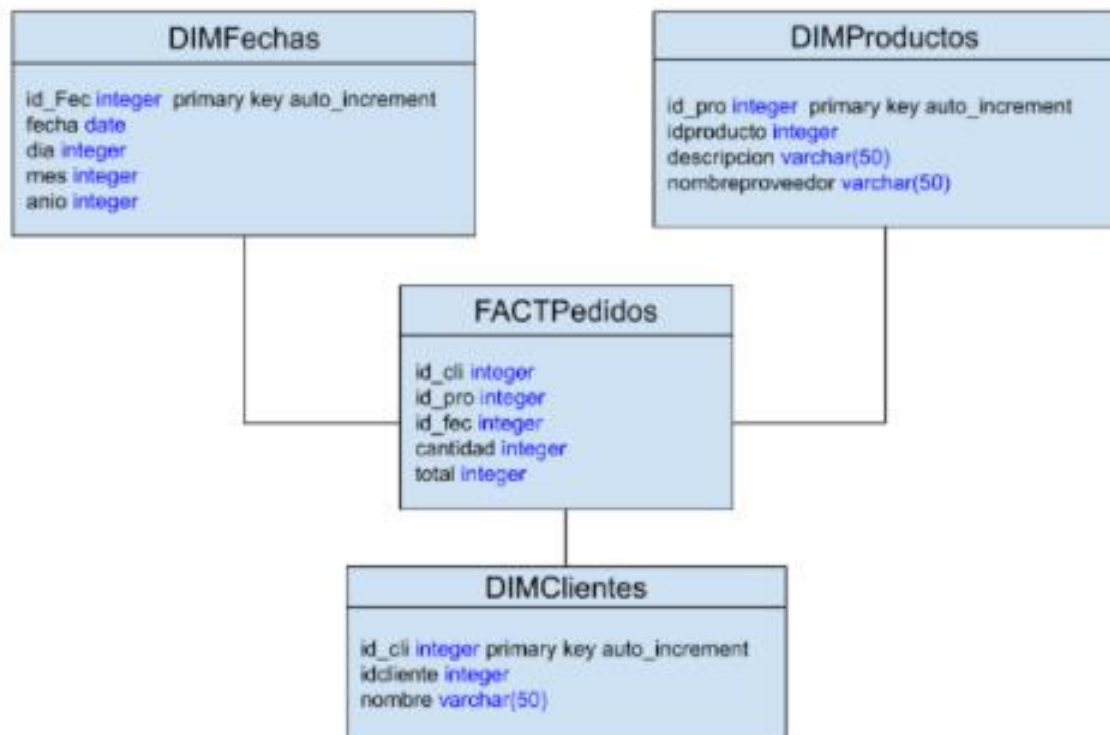 DIMFechas
id_Fec integer primary key auto_increment
fecha date
dia integer
mes integer
anio integer
DIMProductos
id_pro integer primary key auto_increment
idproducto integer
descripcion varchar(50)
nombreproveedor varchar(50)
FACTPedidos
id_cli integer
id_pro integer
id_fec integer
cantidad integer
total integer
DIMClientes
id_cli integer primary key auto_increment
idcliente integer
nombre varchar(50)